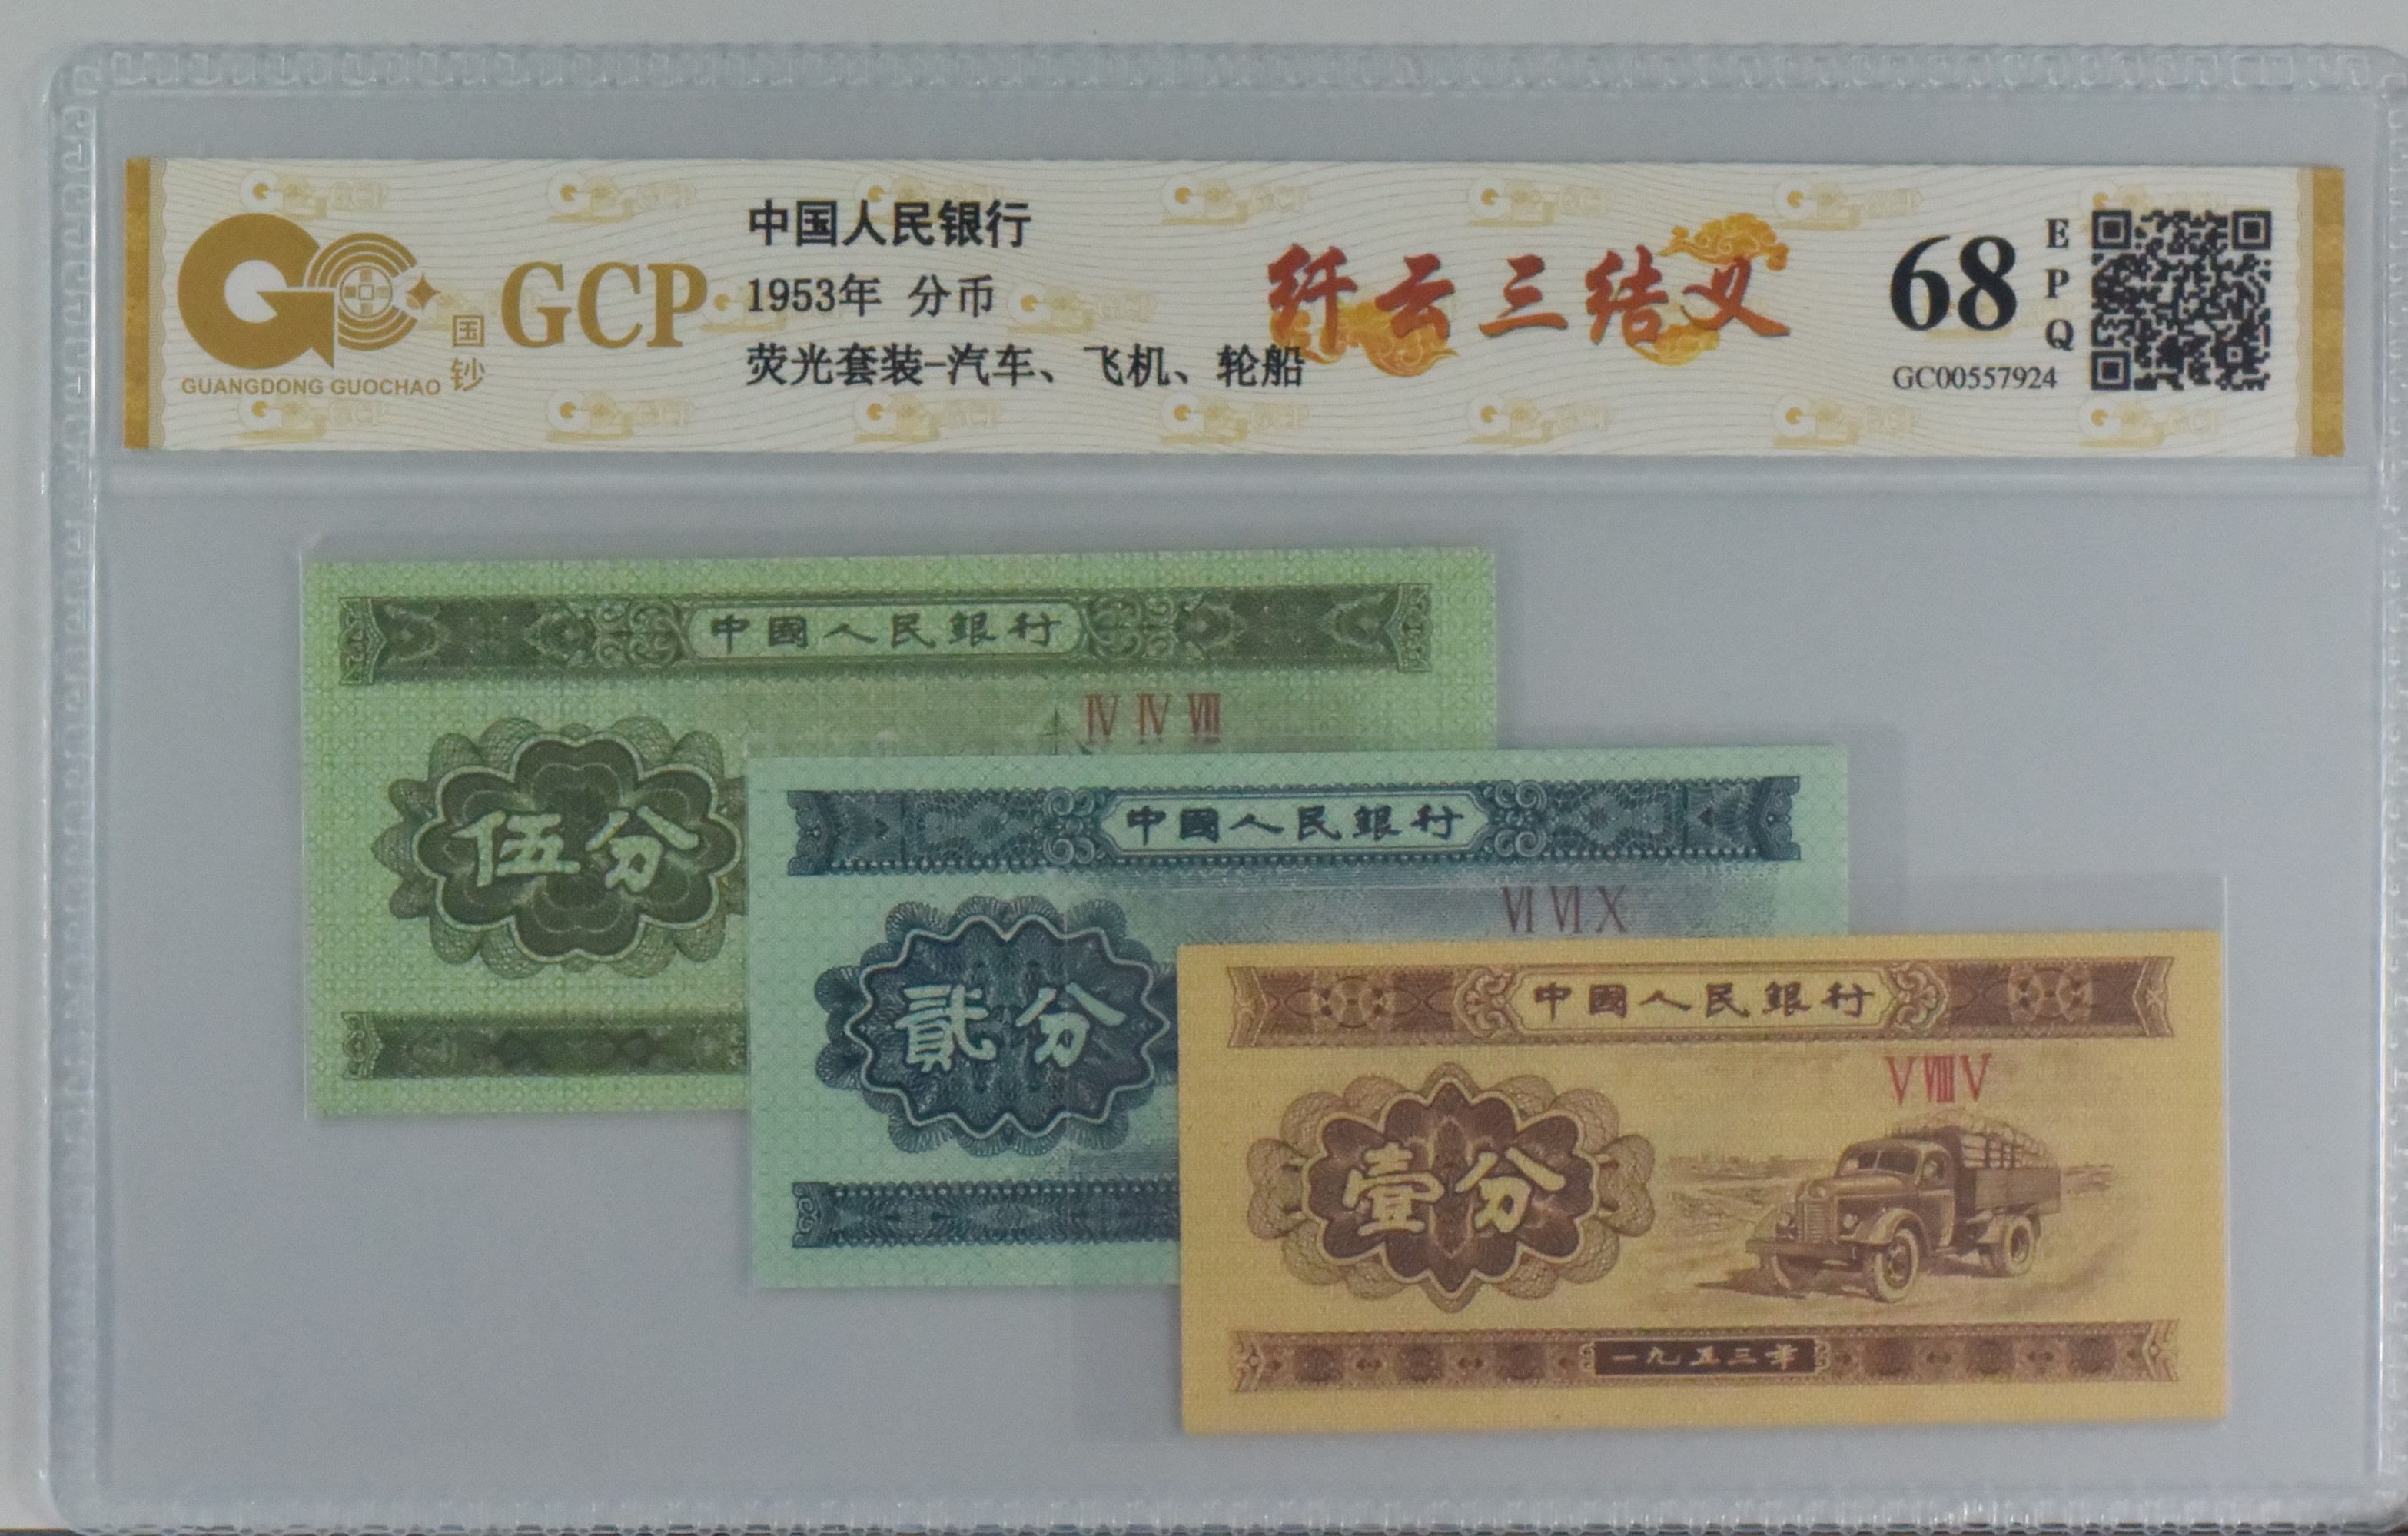 GCP
国钞
GUANGDONG GUOCHAO
中国人民银行
1953年 分币
荧光套装-汽车、飞机、轮船
纤云三结义
68
EPQ
GC00557924
中國人民銀行
Ⅳ Ⅳ Ⅶ
伍分
中國人民銀行
Ⅵ Ⅵ Ⅹ
貳分
中國人民銀行
Ⅴ Ⅷ Ⅴ
壹分
一九五三年